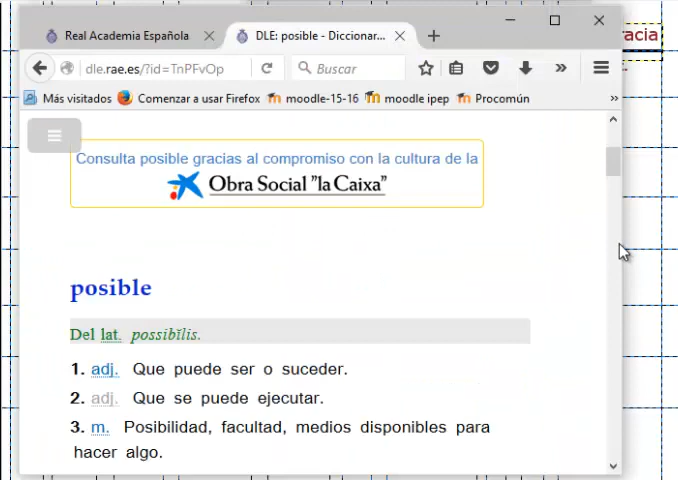 Real Academia Española
DLE: posible - Diccionar...
racia
dle.rae.es/?id=TnPFvOp
Buscar
Más visitados
Comenzar a usar Firefox
moodle-15-16
moodle ipep
Procomún
Consulta posible gracias al compromiso con la cultura de la
Obra Social "la Caixa"
posible
Del lat. possibĭlis.
1. adj. Que puede ser o suceder.
2. adj. Que se puede ejecutar.
3. m. Posibilidad, facultad, medios disponibles para
hacer algo.